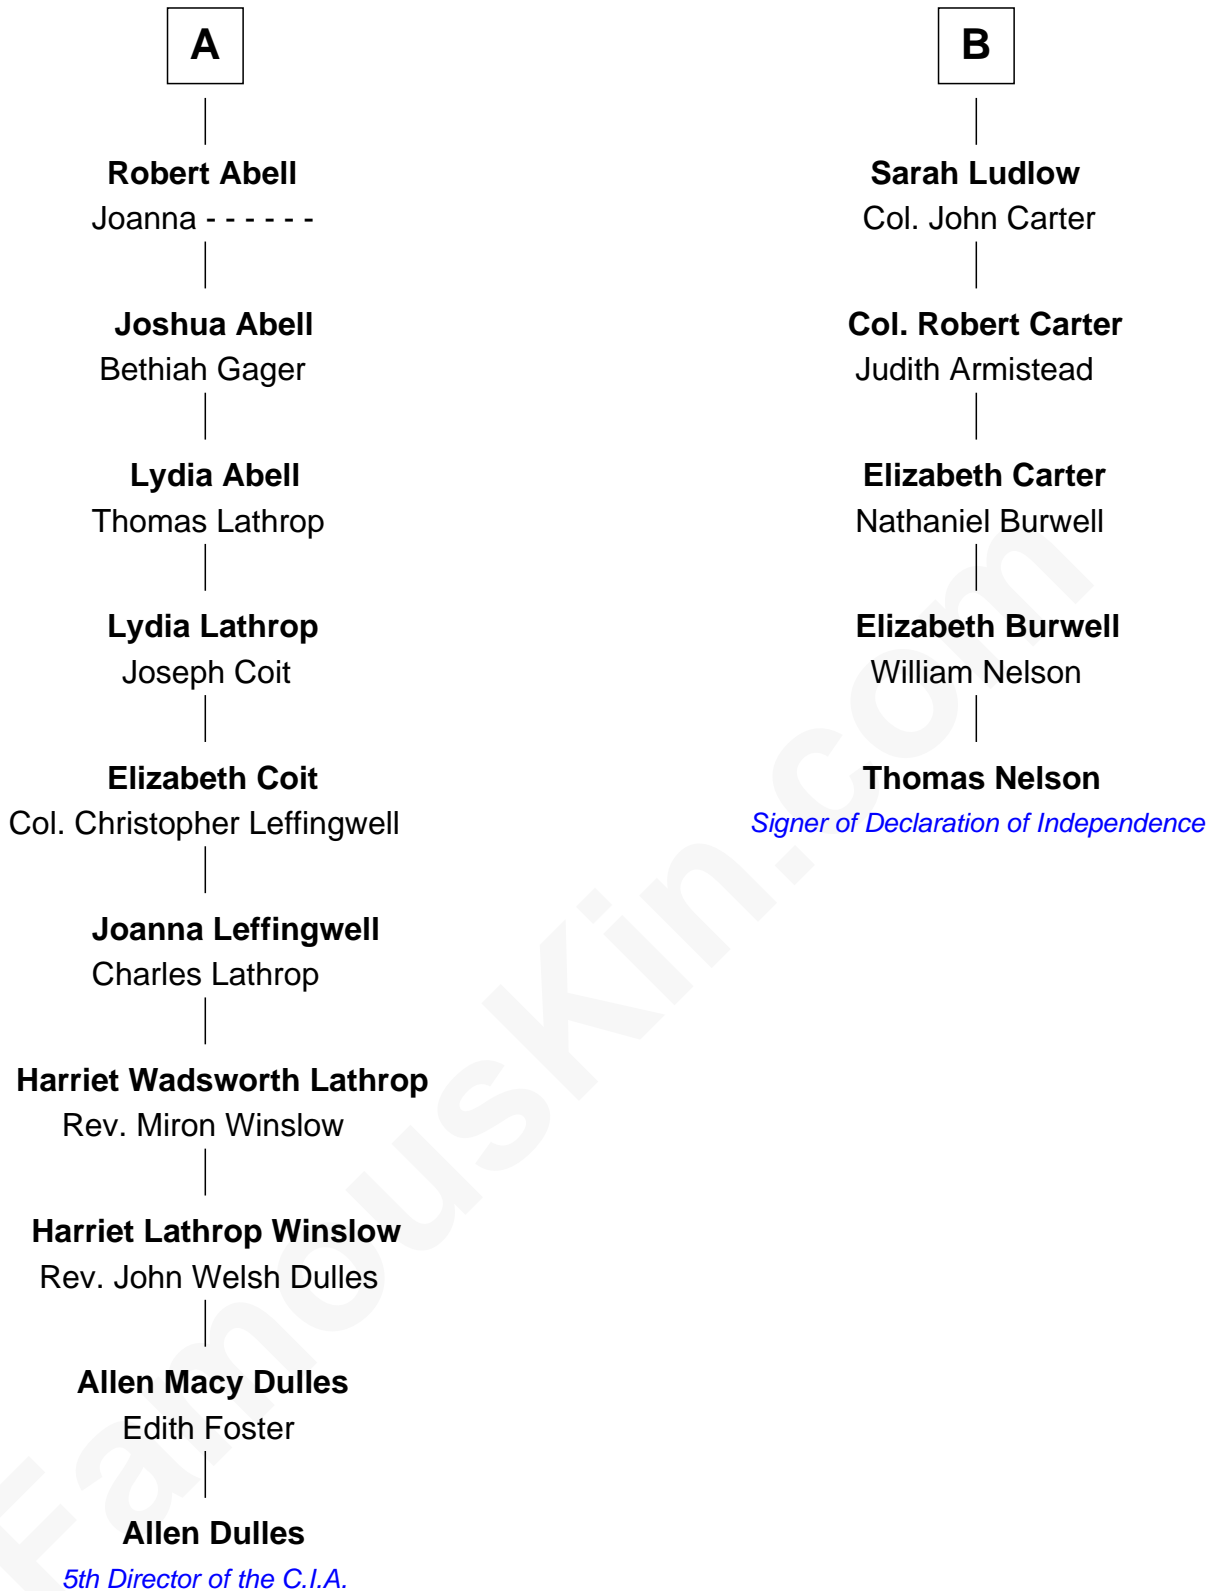 A
Robert Abell
Joanna - - - - - -
Joshua Abell
Bethiah Gager
Lydia Abell
Thomas Lathrop
Lydia Lathrop
Joseph Coit
Elizabeth Coit
Col. Christopher Leffingwell
Joanna Leffingwell
Charles Lathrop
Harriet Wadsworth Lathrop
Rev. Miron Winslow
Harriet Lathrop Winslow
Rev. John Welsh Dulles
Allen Macy Dulles
Edith Foster
Allen Dulles
5th Director of the C.I.A.
B
Sarah Ludlow
Col. John Carter
Col. Robert Carter
Judith Armistead
Elizabeth Carter
Nathaniel Burwell
Elizabeth Burwell
William Nelson
Thomas Nelson
Signer of Declaration of Independence
FamousKin.com